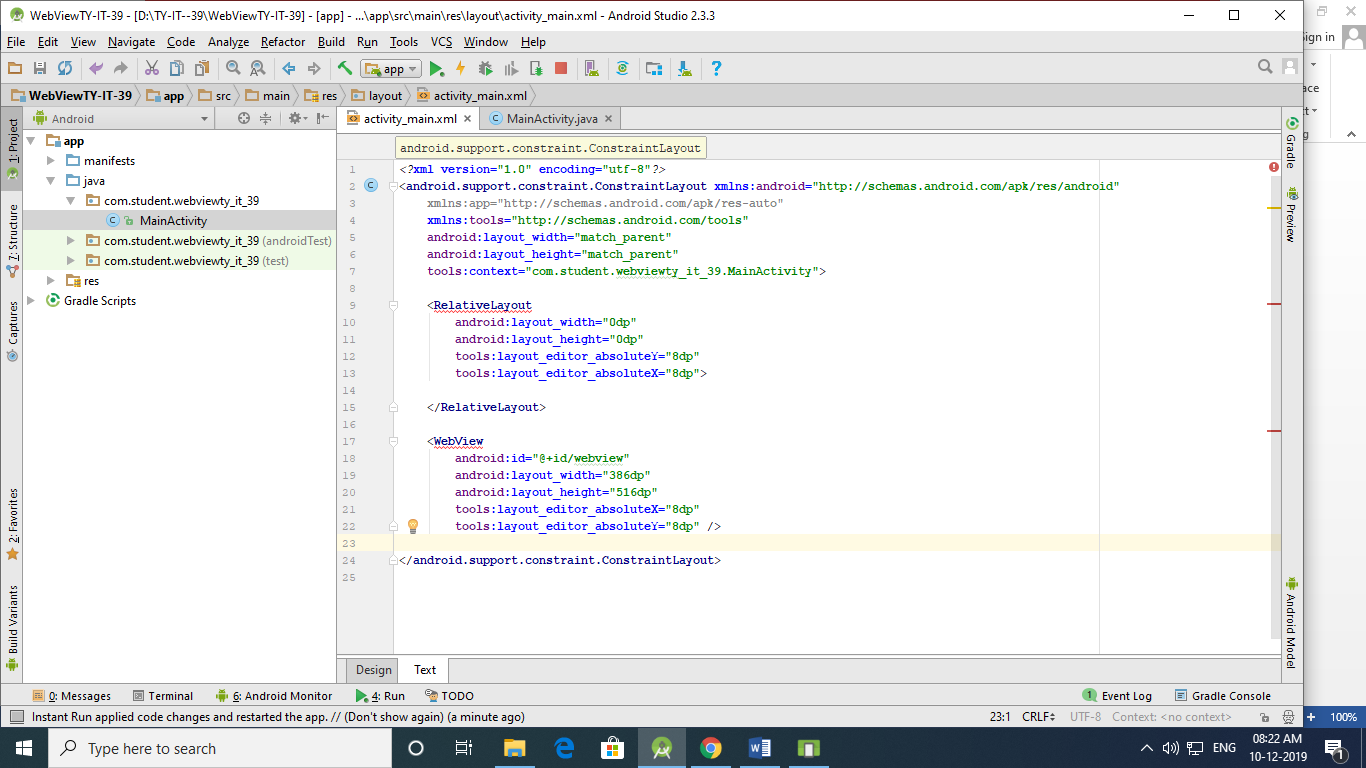 WebViewTY-IT-39 - [D:\TY-IT--39\WebViewTY-IT-39] - [app] - ...\app\src\main\res\layout\activity_main.xml - Android Studio 2.3.3
File Edit View Navigate Code Analyze Refactor Build Run Tools VCS Window Help
app
WebViewTY-IT-39 app src main res layout activity_main.xml
Android
activity_main.xml
MainActivity.java
1: Project
7: Structure
Captures
2: Favorites
Build Variants
app
manifests
java
com.student.webviewty_it_39
MainActivity
com.student.webviewty_it_39 (androidTest)
com.student.webviewty_it_39 (test)
res
Gradle Scripts
android.support.constraint.ConstraintLayout
1 <?xml version="1.0" encoding="utf-8"?>
2 <android.support.constraint.ConstraintLayout xmlns:android="http://schemas.android.com/apk/res/android"
3 xmlns:app="http://schemas.android.com/apk/res-auto"
4 xmlns:tools="http://schemas.android.com/tools"
5 android:layout_width="match_parent"
6 android:layout_height="match_parent"
7 tools:context="com.student.webviewty_it_39.MainActivity">
8
9 <RelativeLayout
10 android:layout_width="0dp"
11 android:layout_height="0dp"
12 tools:layout_editor_absoluteY="8dp"
13 tools:layout_editor_absoluteX="8dp">
14
15 </RelativeLayout>
16
17 <WebView
18 android:id="@+id/webview"
19 android:layout_width="386dp"
20 android:layout_height="516dp"
21 tools:layout_editor_absoluteX="8dp"
22 tools:layout_editor_absoluteY="8dp" />
23
24 </android.support.constraint.ConstraintLayout>
25
Gradle
Preview
Android Model
Design Text
0: Messages Terminal 6: Android Monitor 4: Run TODO 1 Event Log Gradle Console
Instant Run applied code changes and restarted the app. // (Don't show again) (a minute ago) 23:1 CRLF UTF-8 Context: <no context>
ign in
ace
100%
Type here to search
ENG
08:22 AM
10-12-2019
1